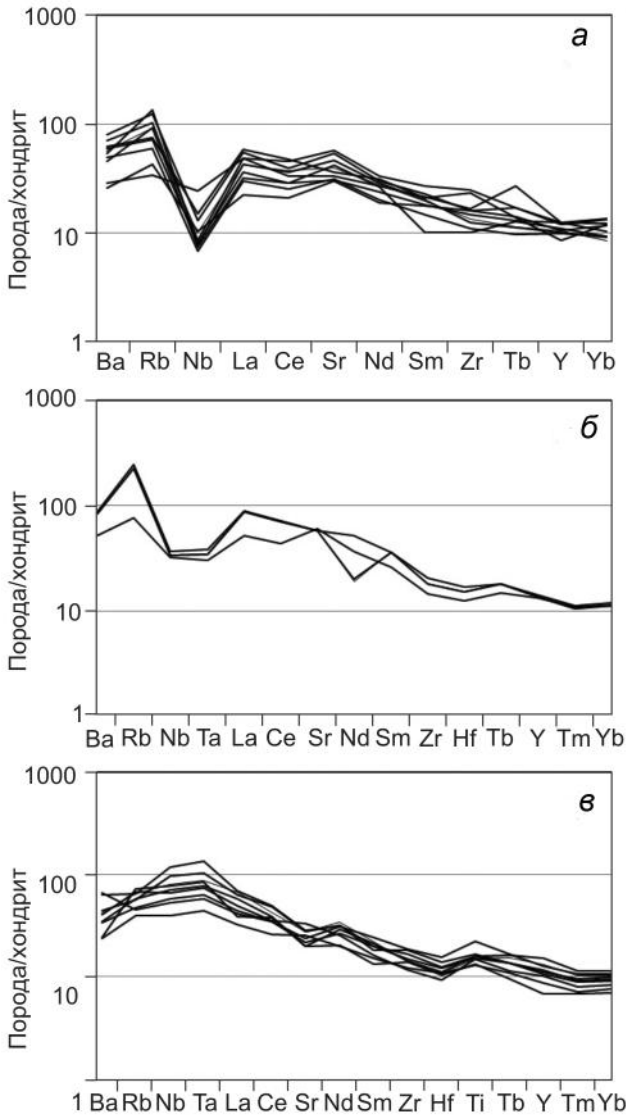 1000
а
100
10
1
Порода/хондрит
Ba Rb Nb La Ce Sr Nd Sm Zr Tb Y Yb
1000
б
100
10
1
Порода/хондрит
Ba Rb Nb Ta La Ce Sr Nd Sm Zr Hf Tb Y Tm Yb
1000
в
100
10
1
Порода/хондрит
Ba Rb Nb Ta La Ce Sr Nd Sm Zr Hf Ti Tb Y Tm Yb